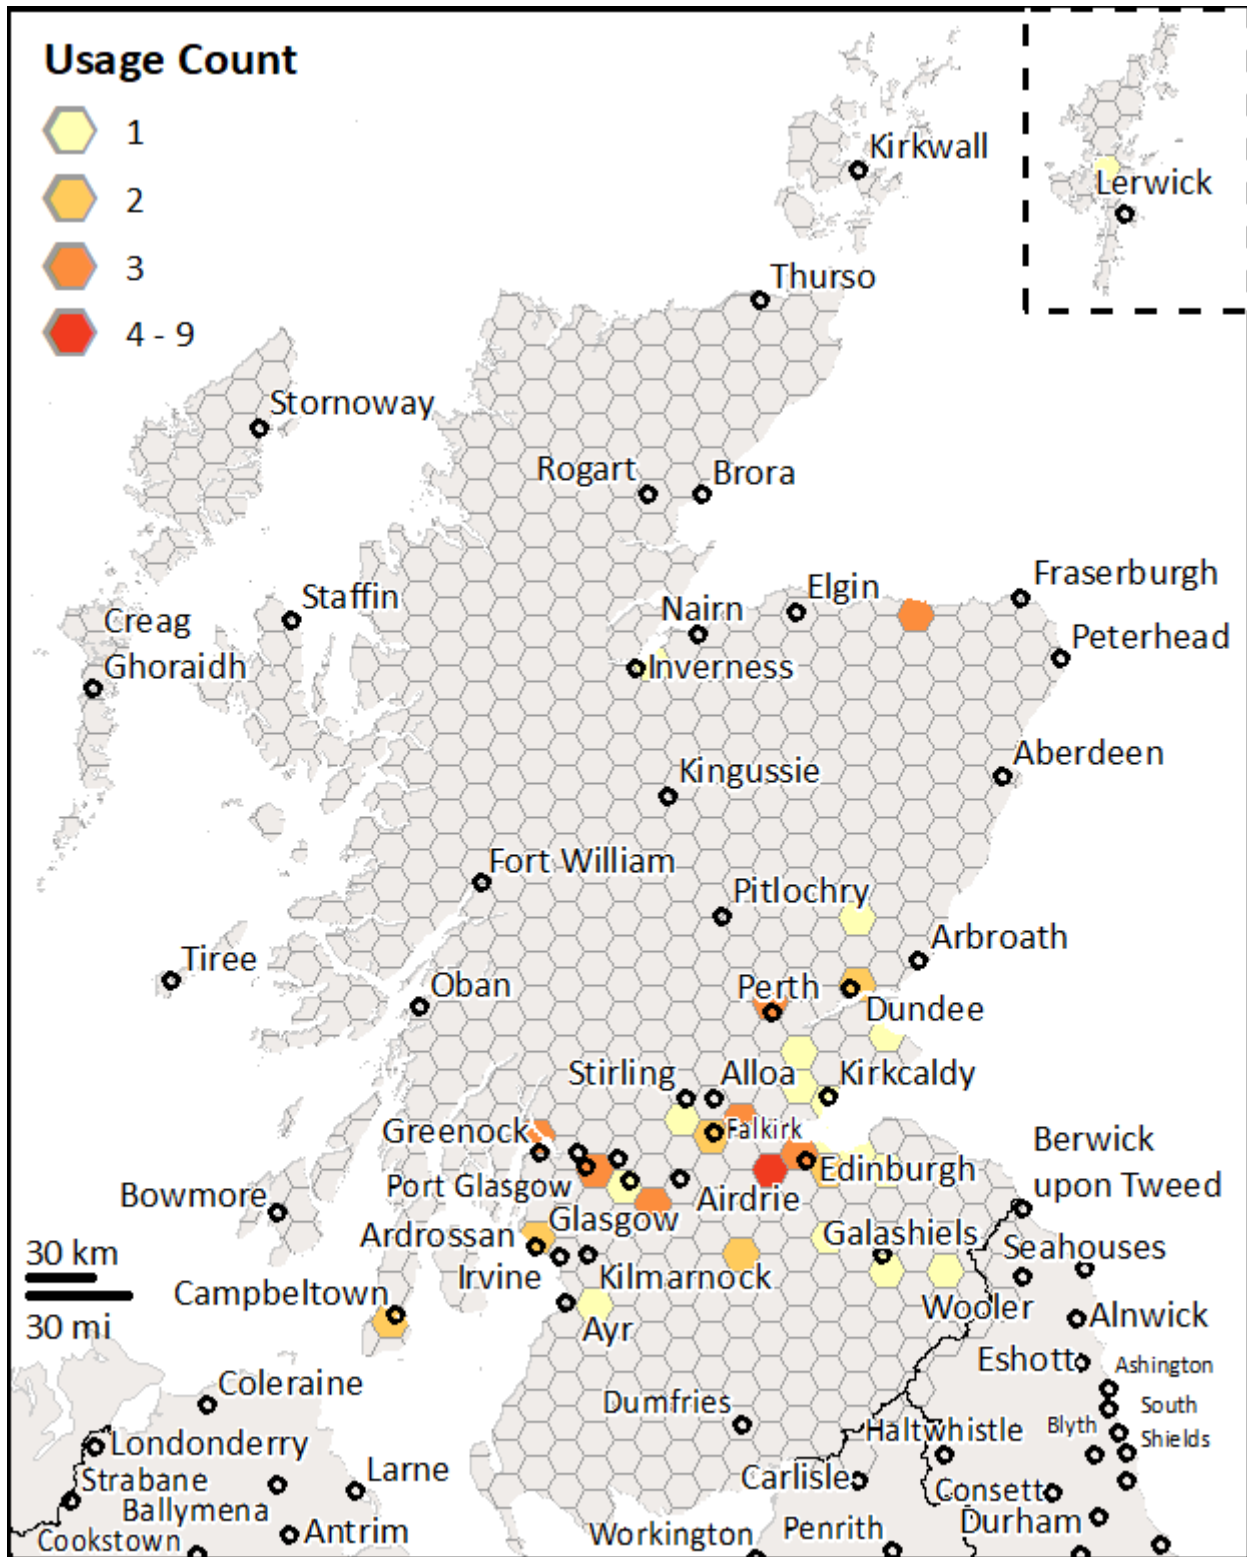 Usage Count
1
2
3
4 - 9
Kirkwall
Lerwick
Thurso
Stornoway
Rogart
Brora
Fraserburgh
Elgin
Staffin
Nairn
Creag
Ghoraidh
Peterhead
Inverness
Aberdeen
Kingussie
Fort William
Pitlochry
Arbroath
Tiree
Oban
Perth
Dundee
Stirling
Alloa
Kirkcaldy
Greenock
Falkirk
Berwick
upon Tweed
Edinburgh
Port Glasgow
Bowmore
Airdrie
Glasgow
Ardrossan
Galashiels
Seahouses
30 km
Irvine
Kilmarnock
Campbeltown
30 mi
Wooler
Alnwick
Ayr
Eshott
Ashington
Coleraine
Dumfries
South
Shields
Blyth
Haltwhistle
Londonderry
Larne
Strabane
Carlisle
Consett
Ballymena
Durham
Antrim
Cookstown
Workington
Penrith